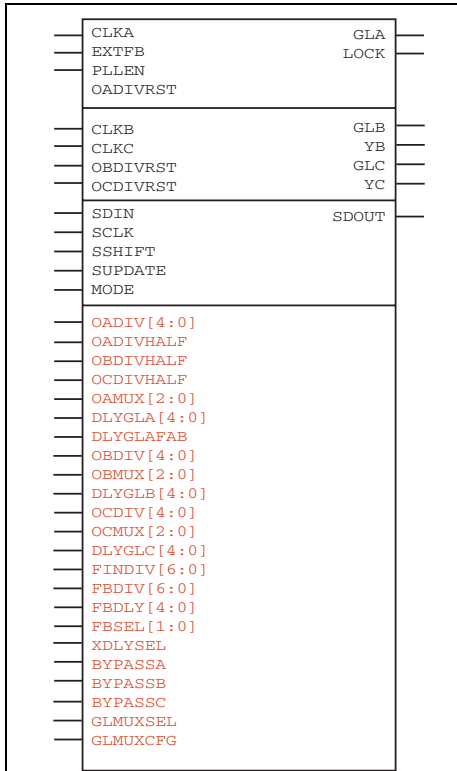 CLKA GLA
EXTFB LOCK
PLLEN
OADIVRST
CLKB GLB
CLKC YB
OBDIVRST GLC
OCDIVRST YC
SDIN SDOUT
SCLK
SSHIFT
SUPDATE
MODE
OADIV[4:0]
OADIVHALF
OBDIVHALF
OCDIVHALF
OAMUX[2:0]
DLYGLA[4:0]
DLYGLAFAB
OBDIV[4:0]
OBMUX[2:0]
DLYGLB[4:0]
OCDIV[4:0]
OCMUX[2:0]
DLYGLC[4:0]
FINDIV[6:0]
FBDIV[6:0]
FBDLY[4:0]
FBSEL[1:0]
XDLYSEL
BYPASSA
BYPASSB
BYPASSC
GLMUXSEL
GLMUXCFG